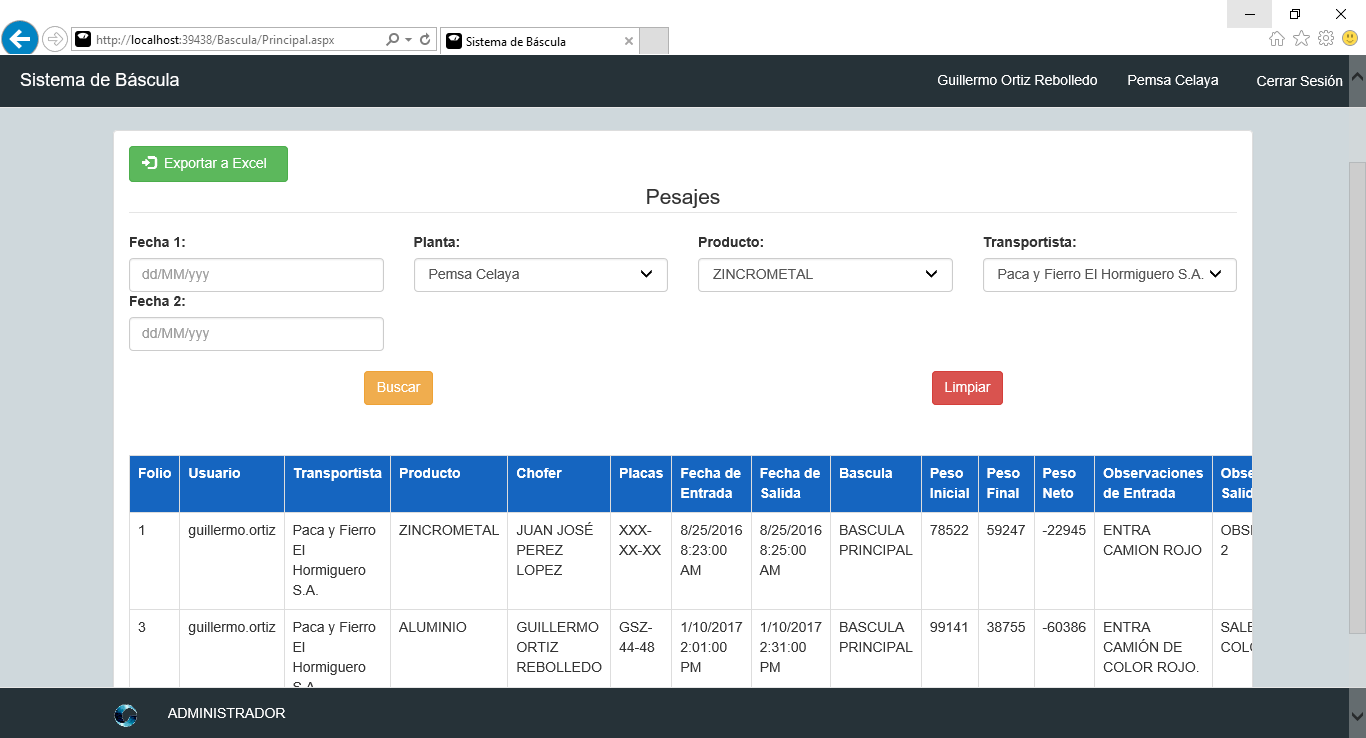 http://localhost:39438/Bascula/Principal.aspx
Sistema de Báscula
Sistema de Báscula
Guillermo Ortiz Rebolledo
Pemsa Celaya
Cerrar Sesión
Exportar a Excel
Pesajes
Fecha 1:
Planta:
Producto:
Transportista:
dd/MM/yyy
Pemsa Celaya
ZINCROMETAL
Paca y Fierro El Hormiguero S.A.
Fecha 2:
dd/MM/yyy
Buscar
Limpiar
Folio
Usuario
Transportista
Producto
Chofer
Placas
Fecha de
Entrada
Fecha de
Salida
Bascula
Peso
Inicial
Peso
Final
Peso
Neto
Observaciones
de Entrada
Obse
Salid
1
guillermo.ortiz
Paca y Fierro
El
Hormiguero
S.A.
ZINCROMETAL
JUAN JOSÉ
PEREZ
LOPEZ
XXX-
XX-XX
8/25/2016
8:23:00
AM
8/25/2016
8:25:00
AM
BASCULA
PRINCIPAL
78522
59247
-22945
ENTRA
CAMION ROJO
OBS
2
3
guillermo.ortiz
Paca y Fierro
El
Hormiguero
S.A.
ALUMINIO
GUILLERMO
ORTIZ
REBOLLEDO
GSZ-
44-48
1/10/2017
2:01:00
PM
1/10/2017
2:31:00
PM
BASCULA
PRINCIPAL
99141
38755
-60386
ENTRA
CAMIÓN DE
COLOR ROJO.
SALE
COLO
ADMINISTRADOR